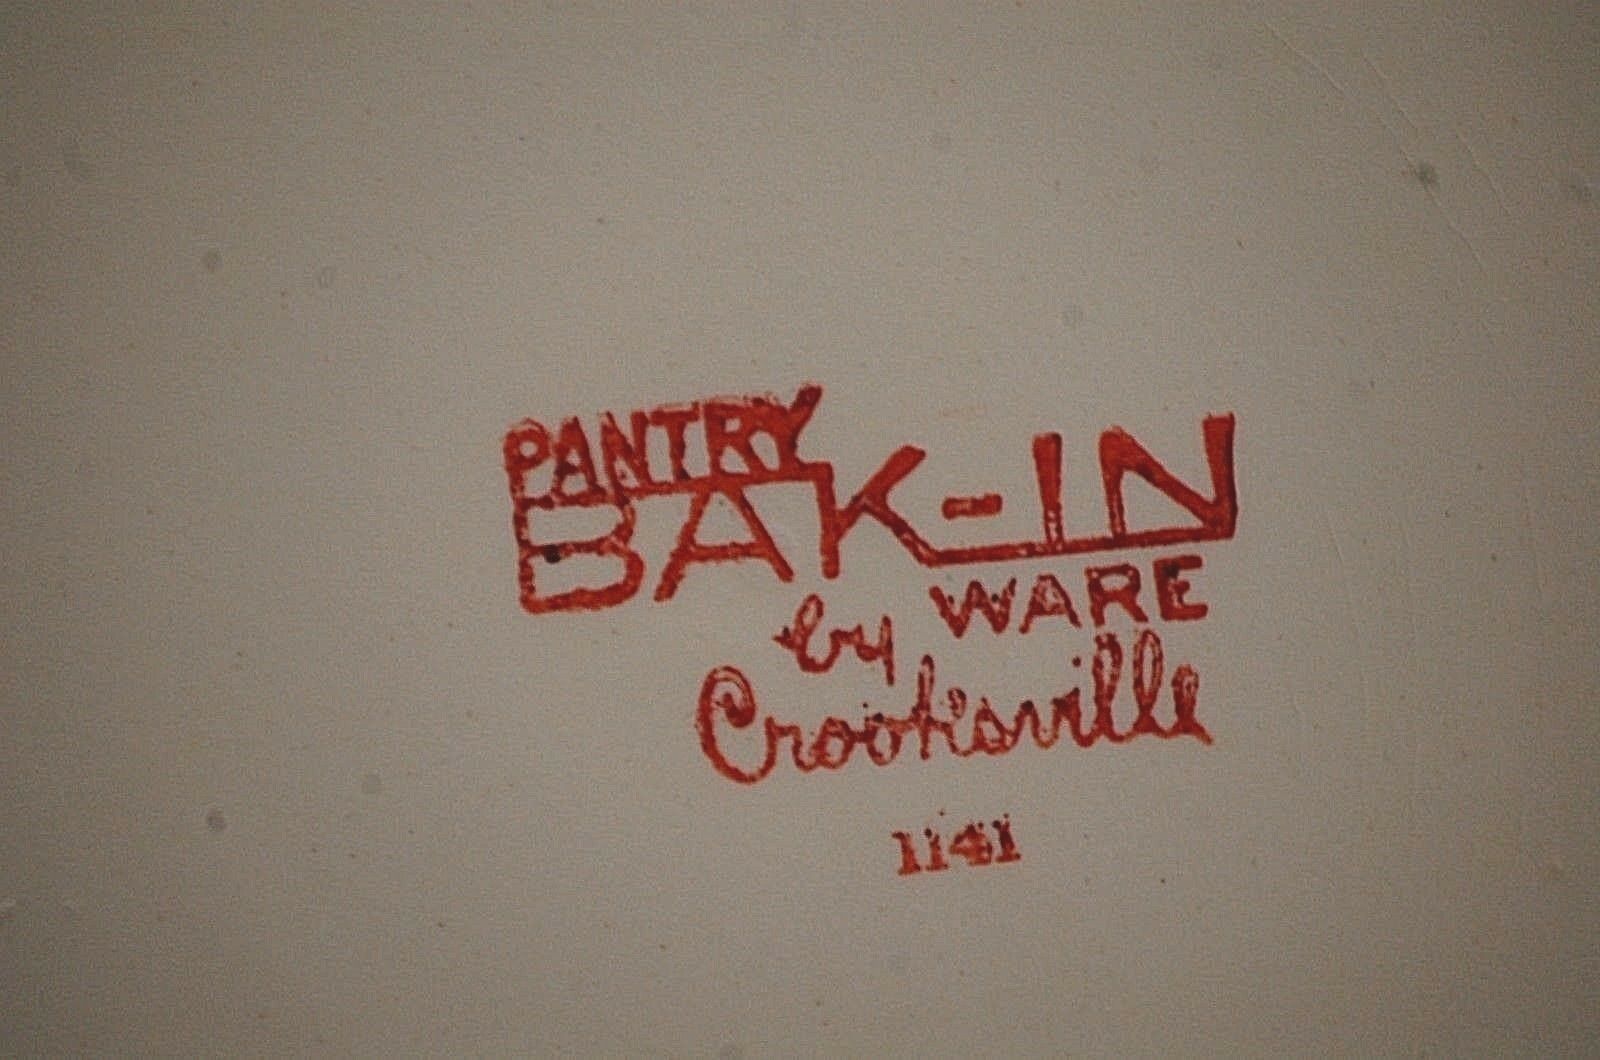 PANTRY
BAK-IN
WARE
by
Crooksville
1141